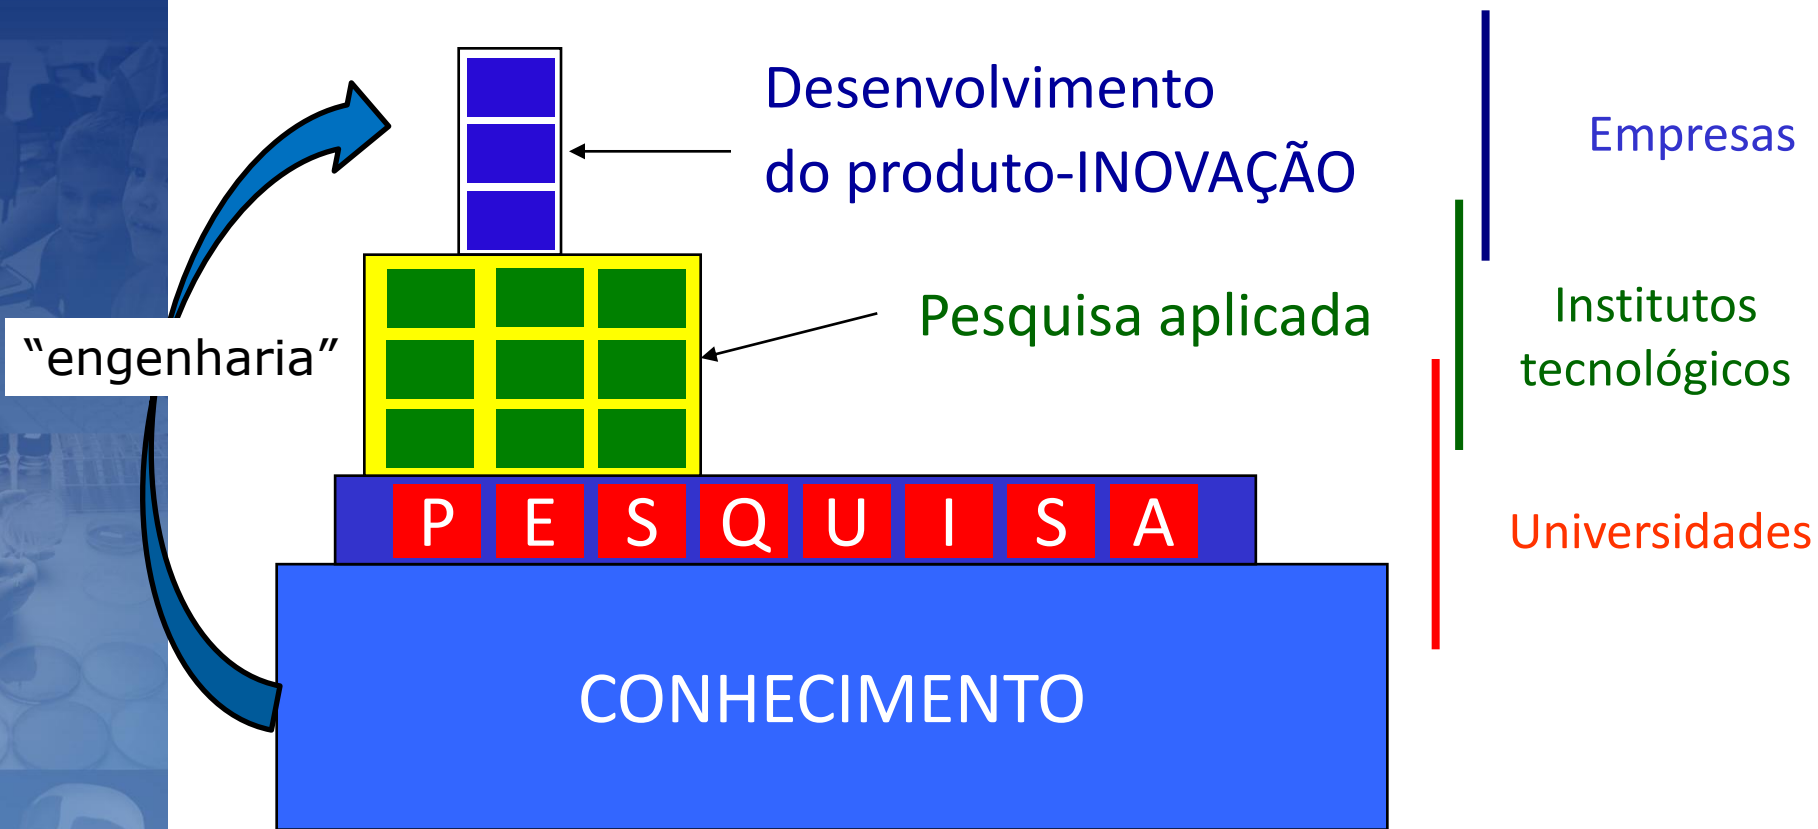 Desenvolvimento
do produto-INOVAÇÃO
Empresas
Pesquisa aplicada
Institutos
tecnológicos
“engenharia”
P E S Q U I S A
Universidades
CONHECIMENTO